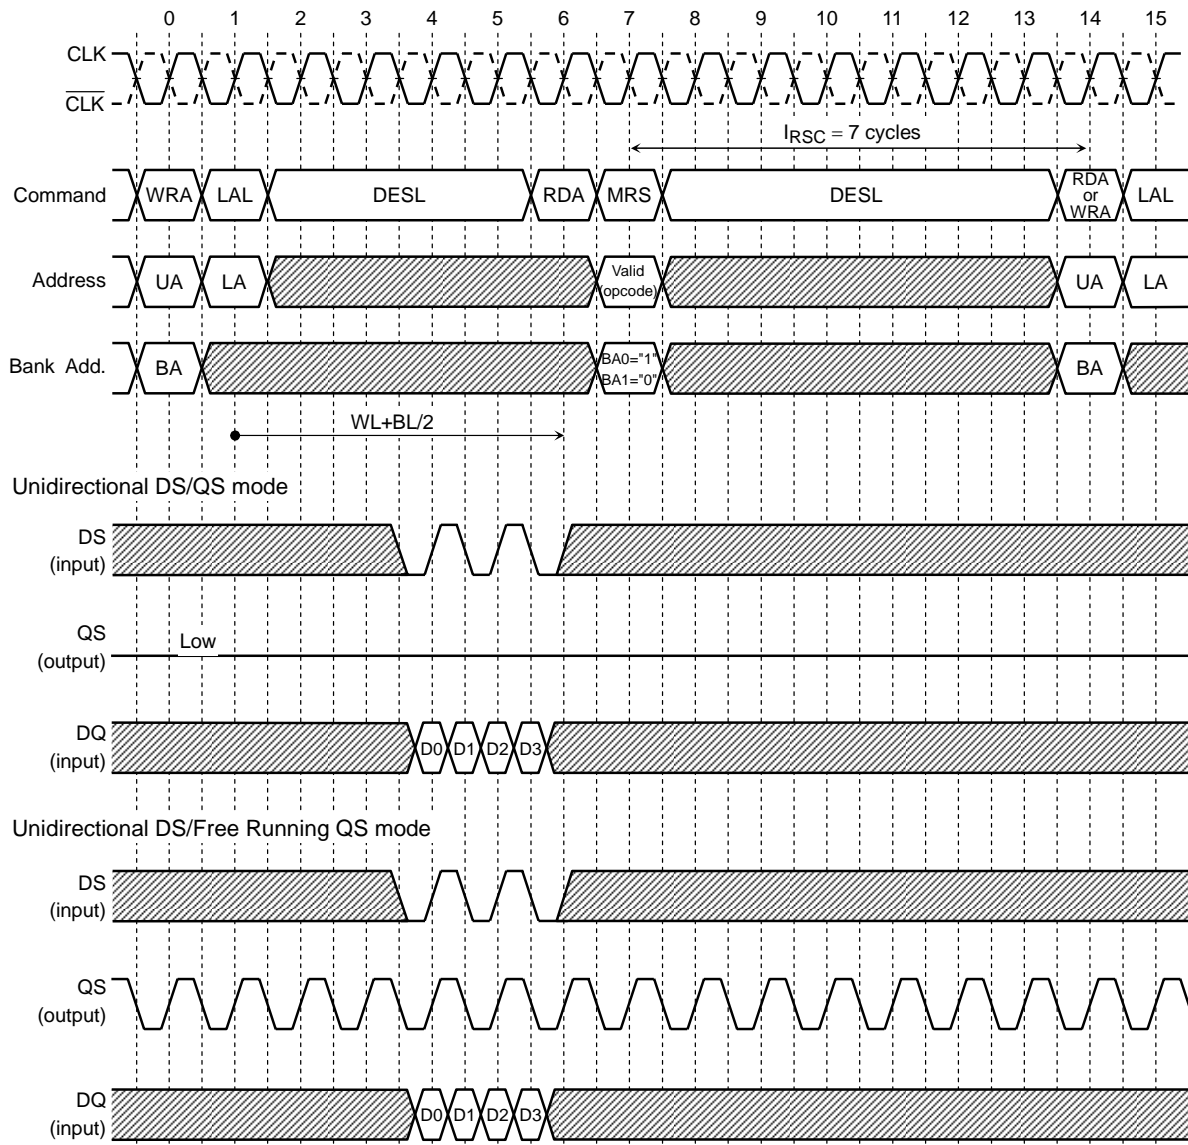 0 1 2 3 4 5 6 7 8 9 10 11 12 13 14 15
CLK
CLK
IRSC = 7 cycles
Command WRA LAL DESL RDA MRS DESL RDA or WRA LAL
Address UA LA Valid (opcode) UA LA
Bank Add. BA BA0="1" BA1="0" BA
WL+BL/2
Unidirectional DS/QS mode
DS
(input)
QS
(output)
Low
DQ
(input)
D0 D1 D2 D3
Unidirectional DS/Free Running QS mode
DS
(input)
QS
(output)
DQ
(input)
D0 D1 D2 D3